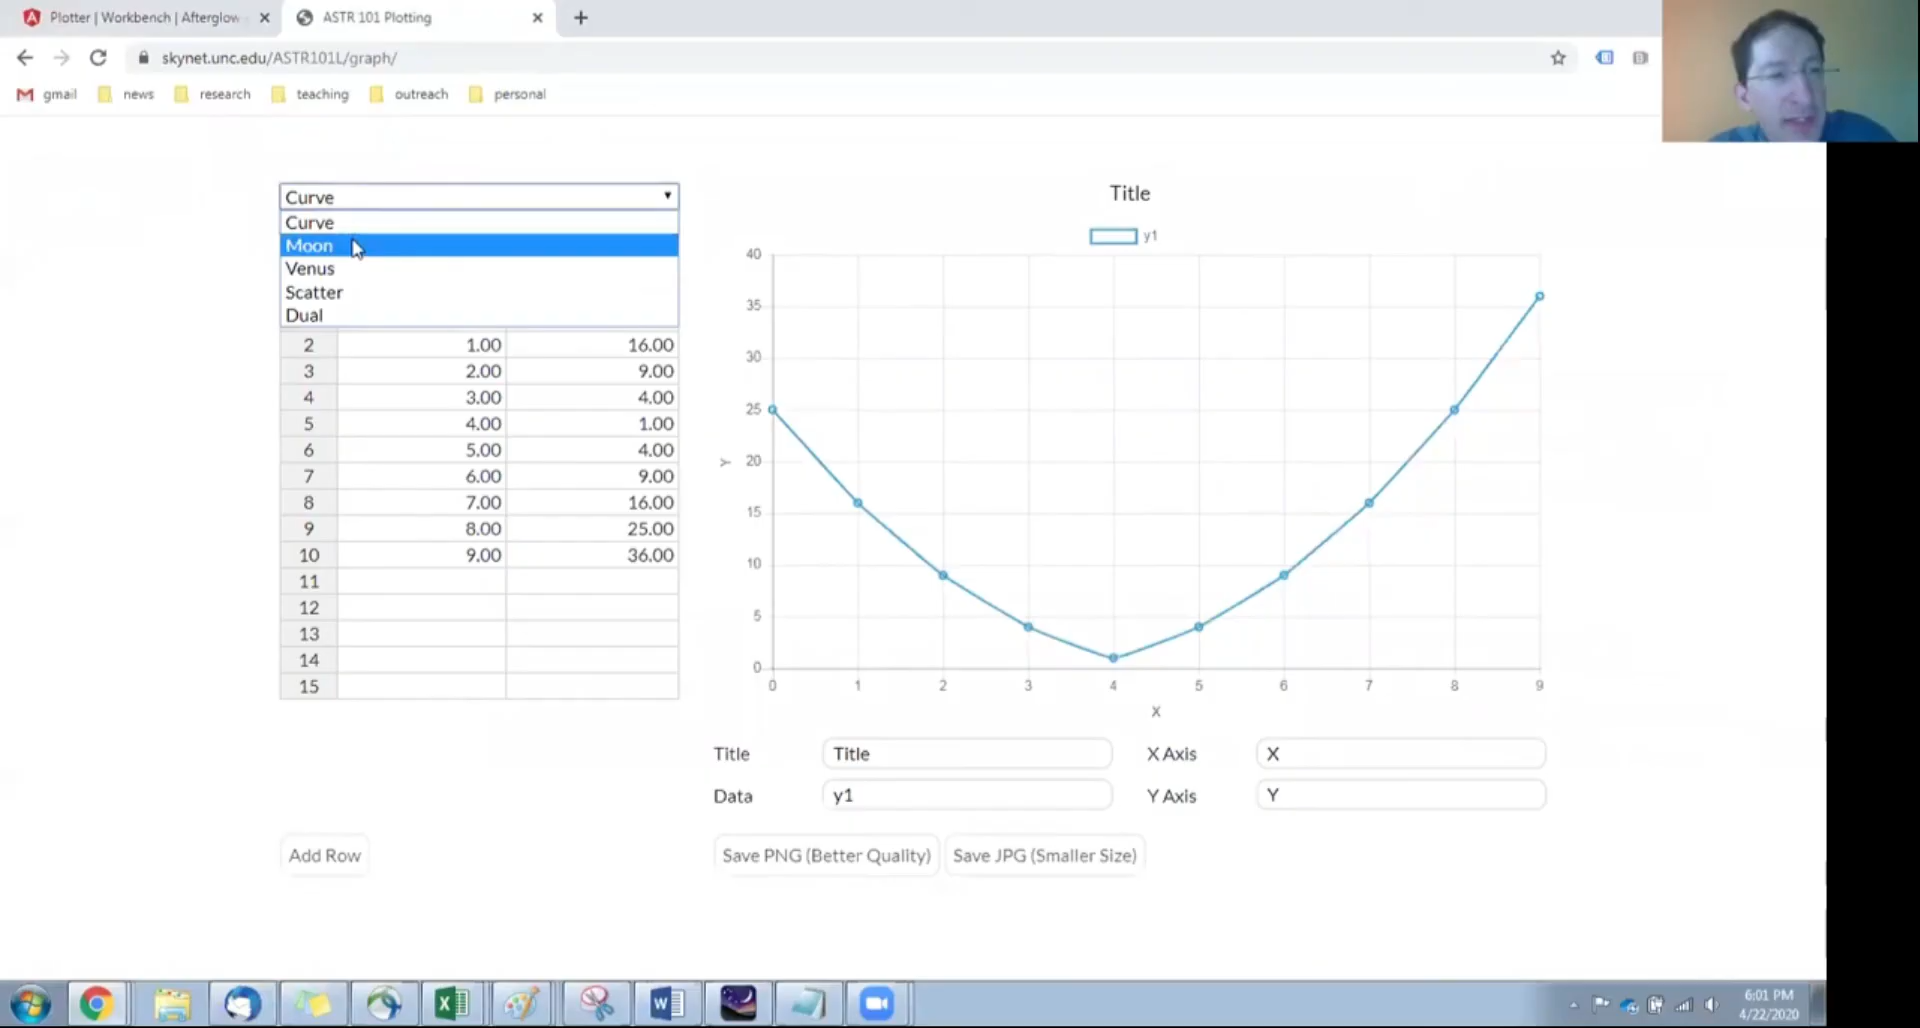 Plotter | Workbench | Afterglow
ASTR 101 Plotting
skynet.unc.edu/ASTR101L/graph/
gmail
news
research
teaching
outreach
personal
Curve
Curve
Moon
Venus
Scatter
Dual
2 1.00 16.00
3 2.00 9.00
4 3.00 4.00
5 4.00 1.00
6 5.00 4.00
7 6.00 9.00
8 7.00 16.00
9 8.00 25.00
10 9.00 36.00
11
12
13
14
15
Add Row
Title
y1
40
35
30
25
20
15
10
5
0
Y
0 1 2 3 4 5 6 7 8 9
X
Title Title X Axis X
Data y1 Y Axis Y
Save PNG (Better Quality) Save JPG (Smaller Size)
6:01 PM
4/22/2020